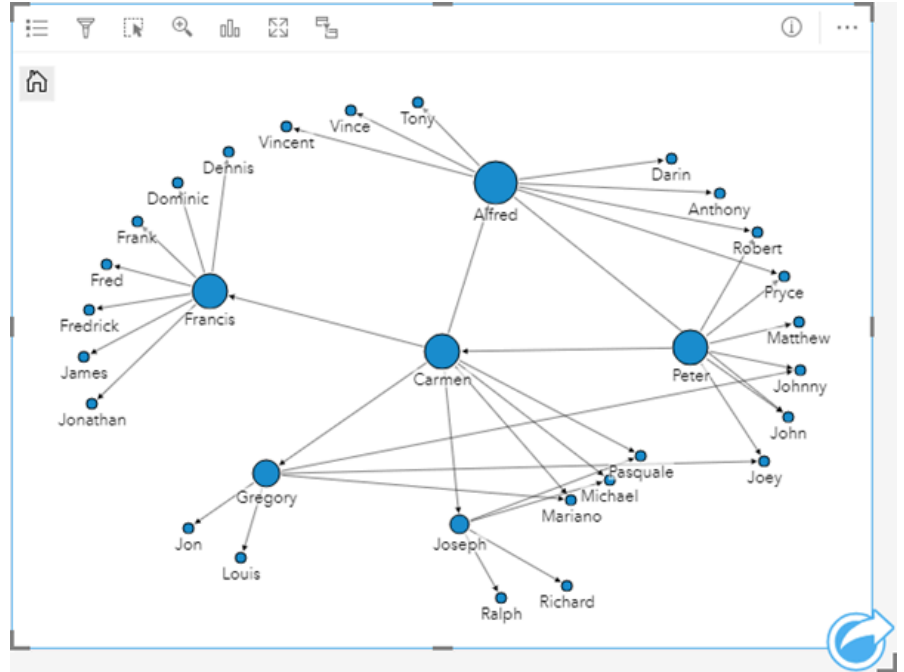 Tony
Vince
Vincent
Dennis
Darin
Dominic
Anthony
Alfred
Frank
Robert
Fred
Pryce
Francis
Fredrick
Matthew
James
Carmen
Peter
Johnny
Jonathan
John
Pasquale
Joey
Gregory
Michael
Mariano
Jon
Joseph
Louis
Richard
Ralph